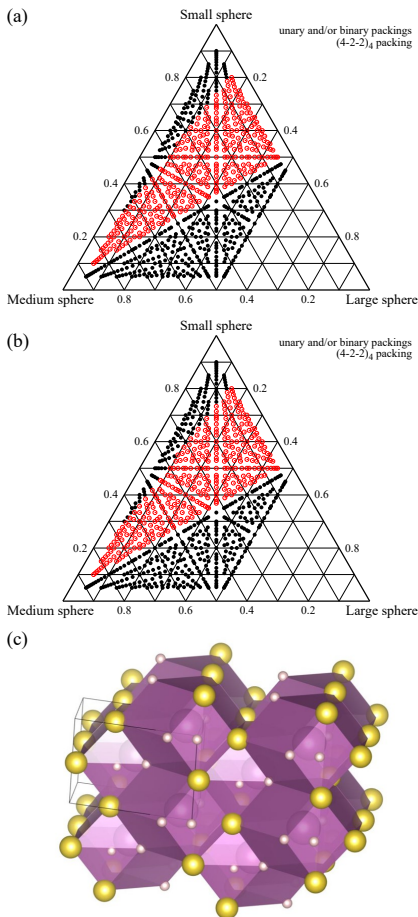 (a)
Small sphere
unary and/or binary packings
(4-2-2)₄ packing
0.8 0.2
0.6 0.4
0.4 0.6
0.2 0.8
Medium sphere 0.8 0.6 0.4 0.2 Large sphere
(b)
Small sphere
unary and/or binary packings
(4-2-2)₄ packing
0.8 0.2
0.6 0.4
0.4 0.6
0.2 0.8
Medium sphere 0.8 0.6 0.4 0.2 Large sphere
(c)